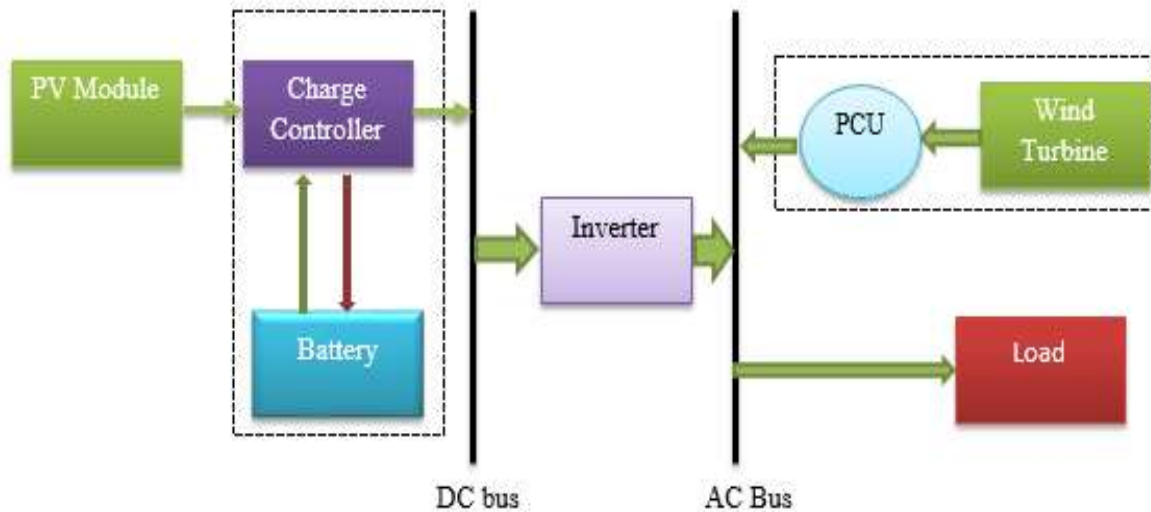 PV Module
Charge
Controller
PCU
Wind
Turbine
Inverter
Battery
Load
DC bus
AC Bus